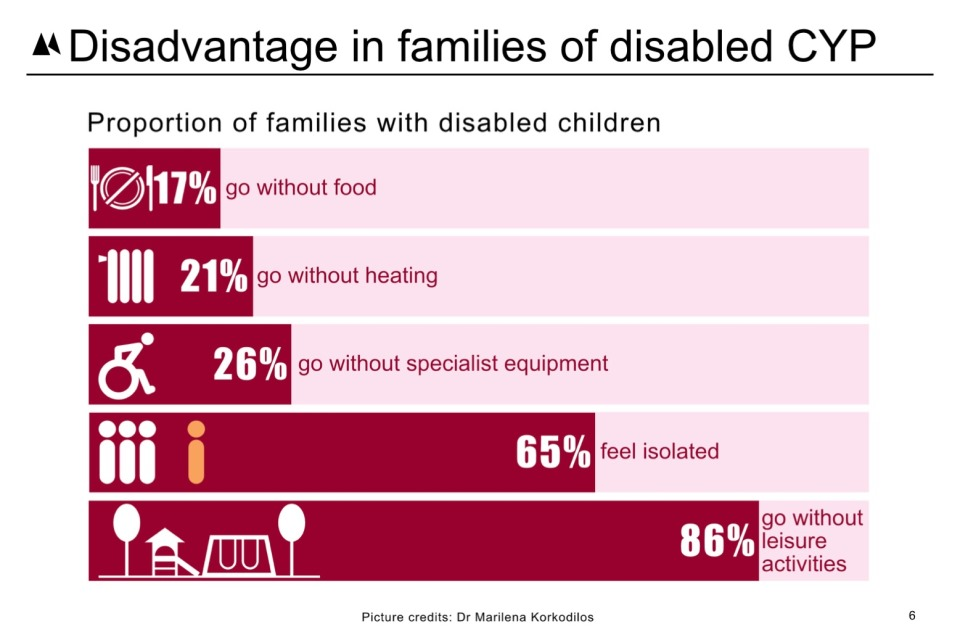 Disadvantage in families of disabled CYP
Proportion of families with disabled children
17% go without food
21% go without heating
26% go without specialist equipment
65% feel isolated
86% go without
leisure
activities
Picture credits: Dr Marilena Korkodilos
6